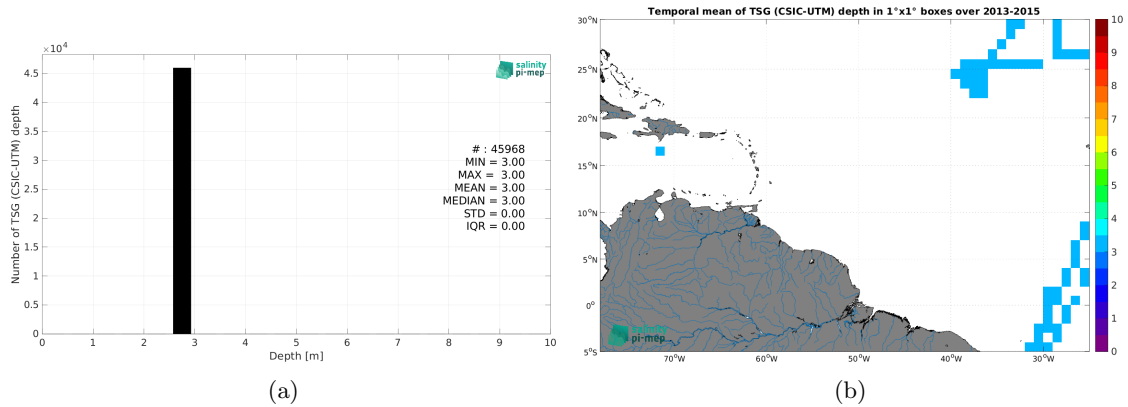 ×10⁴
4.5
4
3.5
3
2.5
2
1.5
1
0.5
0
Number of TSG (CSIC-UTM) depth
salinity
pi-mep
# : 45968
MIN = 3.00
MAX = 3.00
MEAN = 3.00
MEDIAN = 3.00
STD = 0.00
IQR = 0.00
0 1 2 3 4 5 6 7 8 9 10
Depth [m]
(a)
Temporal mean of TSG (CSIC-UTM) depth in 1°x1° boxes over 2013-2015
30°N
25°N
20°N
15°N
10°N
5°N
0°
5°S
70°W 60°W 50°W 40°W 30°W
salinity
pi-mep
10
9
8
7
6
5
4
3
2
1
0
(b)